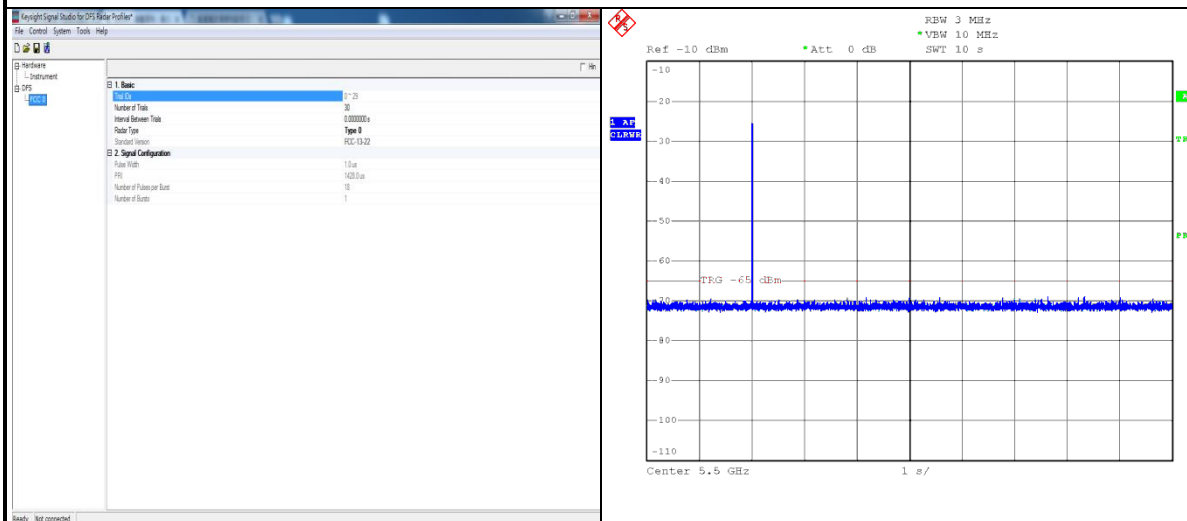 Keysight Signal Studio for DFS Radar Profiles*
File Control System Tools Help
Hardware
Instrument
DFS
FCC 0
1. Basic
Trial IDs 0~29
Number of Trials 30
Interval Between Trials 0.0000000 s
Radar Type Type 0
Standard Version FCC-13-22
2. Signal Configuration
Pulse Width 1.0 us
PRI 1428.0 us
Number of Pulses per Burst 18
Number of Bursts 1
Ready Not connected
R S
RBW 3 MHz
*VBW 10 MHz
Ref -10 dBm *Att 0 dB SWT 10 s
-10
-20
1 AP
CLRWR
-30
-40
-50
-60
TRG -65 dBm
-70
-80
-90
-100
-110
Center 5.5 GHz 1 s/